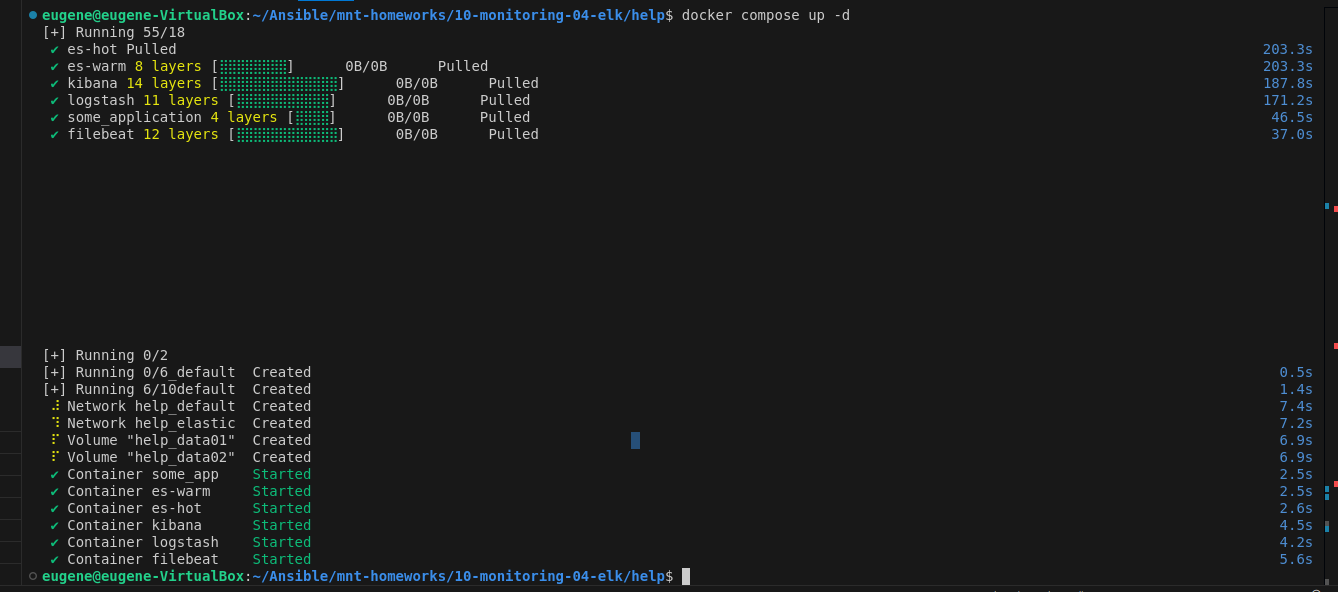 eugene@eugene-VirtualBox:~/Ansible/mnt-homeworks/10-monitoring-04-elk/help$ docker compose up -d
[+] Running 55/18
✔ es-hot Pulled 203.3s
✔ es-warm 8 layers [⣿⣿⣿⣿⣿⣿⣿⣿] 0B/0B Pulled 203.3s
✔ kibana 14 layers [⣿⣿⣿⣿⣿⣿⣿⣿⣿⣿⣿⣿⣿⣿] 0B/0B Pulled 187.8s
✔ logstash 11 layers [⣿⣿⣿⣿⣿⣿⣿⣿⣿⣿⣿] 0B/0B Pulled 171.2s
✔ some_application 4 layers [⣿⣿⣿⣿] 0B/0B Pulled 46.5s
✔ filebeat 12 layers [⣿⣿⣿⣿⣿⣿⣿⣿⣿⣿⣿⣿] 0B/0B Pulled 37.0s
[+] Running 0/2
[+] Running 0/6_default Created 0.5s
[+] Running 6/10default Created 1.4s
⠼ Network help_default Created 7.4s
⠹ Network help_elastic Created 7.2s
⠏ Volume "help_data01" Created 6.9s
⠏ Volume "help_data02" Created 6.9s
✔ Container some_app Started 2.5s
✔ Container es-warm Started 2.5s
✔ Container es-hot Started 2.6s
✔ Container kibana Started 4.5s
✔ Container logstash Started 4.2s
✔ Container filebeat Started 5.6s
eugene@eugene-VirtualBox:~/Ansible/mnt-homeworks/10-monitoring-04-elk/help$